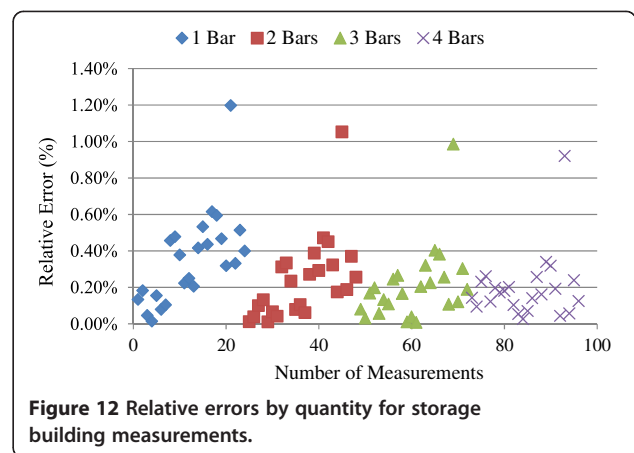 1 Bar 2 Bars 3 Bars 4 Bars
1.40%
1.20%
1.00%
0.80%
0.60%
0.40%
0.20%
0.00%
Relative Error (%)
0 20 40 60 80 100
Number of Measurements
Figure 12 Relative errors by quantity for storage
building measurements.